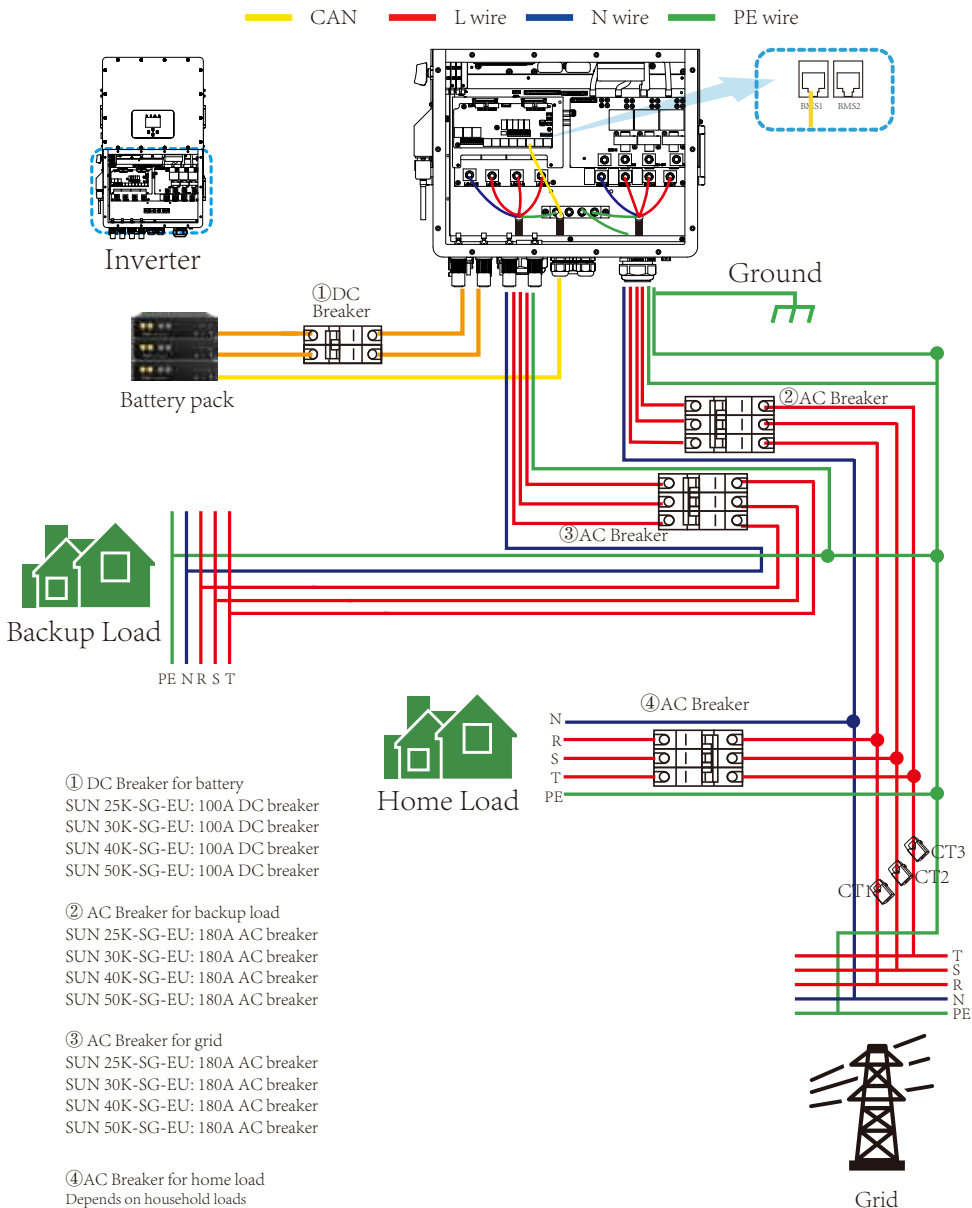 CAN L wire N wire PE wire
BMS1 BMS2
Inverter
Ground
①DC
Breaker
Battery pack
②AC Breaker
③AC Breaker
Backup Load
PE N R S T
④AC Breaker
N
R
S
T
PE
Home Load
① DC Breaker for battery
SUN 25K-SG-EU: 100A DC breaker
SUN 30K-SG-EU: 100A DC breaker
SUN 40K-SG-EU: 100A DC breaker
SUN 50K-SG-EU: 100A DC breaker
② AC Breaker for backup load
SUN 25K-SG-EU: 180A AC breaker
SUN 30K-SG-EU: 180A AC breaker
SUN 40K-SG-EU: 180A AC breaker
SUN 50K-SG-EU: 180A AC breaker
③ AC Breaker for grid
SUN 25K-SG-EU: 180A AC breaker
SUN 30K-SG-EU: 180A AC breaker
SUN 40K-SG-EU: 180A AC breaker
SUN 50K-SG-EU: 180A AC breaker
④AC Breaker for home load
Depends on household loads
CT3
CT2
CT1
T
S
R
N
PE
Grid